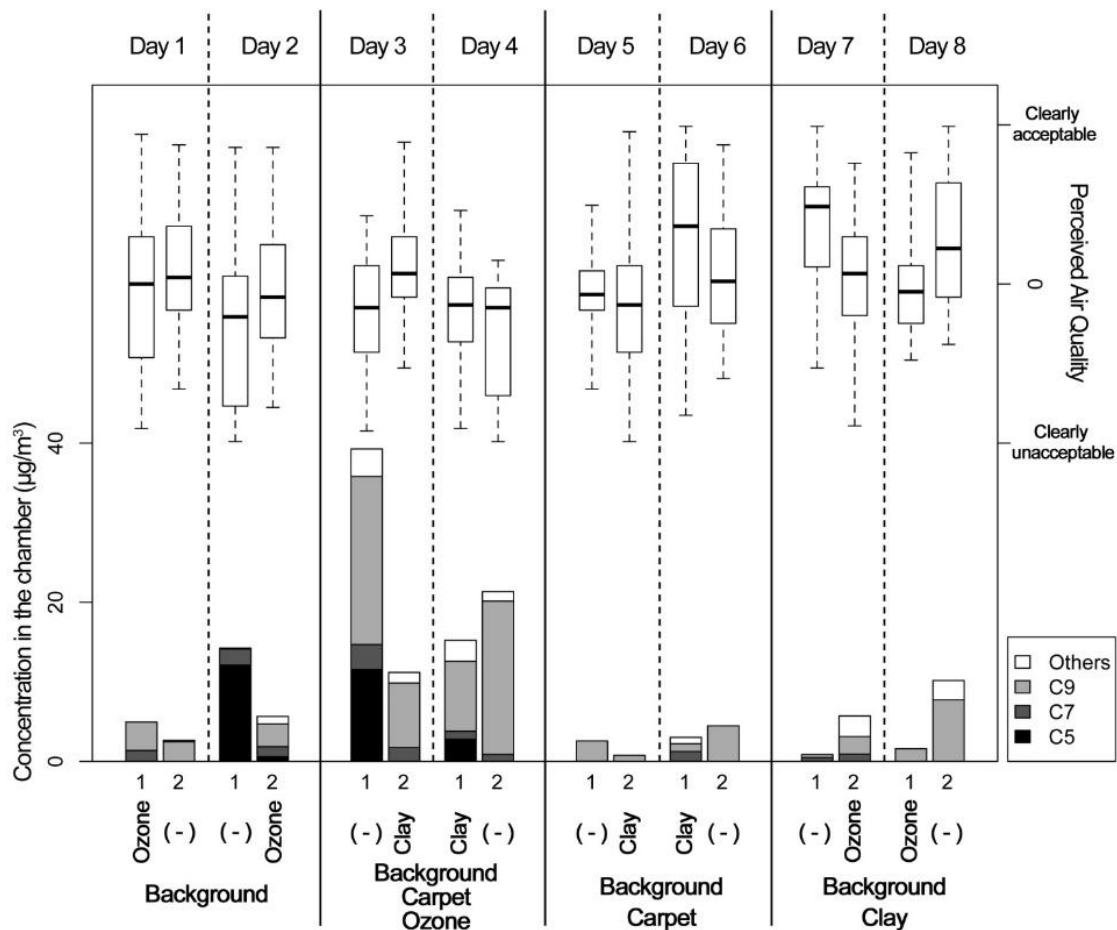 Day 1 Day 2 Day 3 Day 4 Day 5 Day 6 Day 7 Day 8
Clearly
acceptable
0
Clearly
unacceptable
Perceived Air Quality
Concentration in the chamber (µg/m³)
40
20
0
Others
C9
C7
C5
1 2 1 2 1 2 1 2 1 2 1 2 1 2 1 2
Ozone (-) (-) Ozone (-) Clay Clay (-) (-) Clay Clay (-) (-) Ozone Ozone (-)
Background
Background
Carpet
Ozone
Background
Carpet
Background
Clay